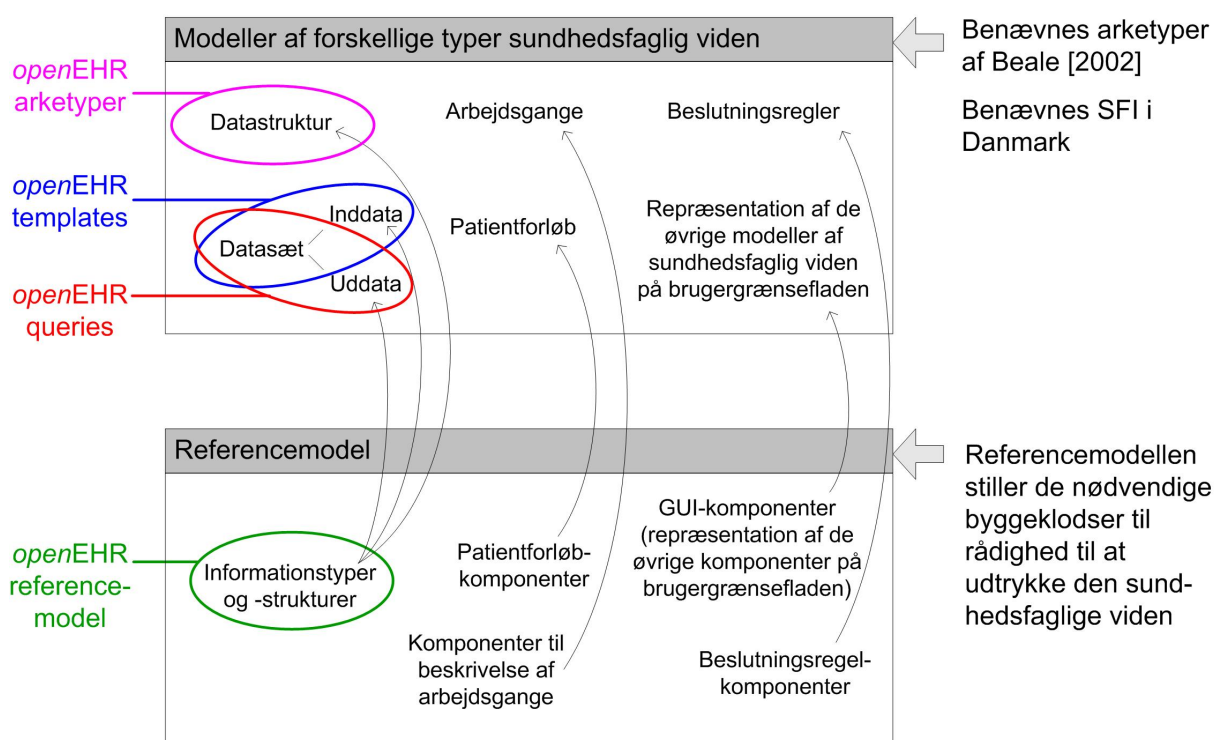 Modeller af forskellige typer sundhedsfaglig viden
Benævnes arketyper
af Beale [2002]
Benævnes SFI i
Danmark
openEHR
arketyper
Datastruktur
Arbejdsgange
Beslutningsregler
openEHR
templates
Inddata
Datasæt
Uddata
Patientforløb
Repræsentation af de
øvrige modeller af
sundhedsfaglig viden
på brugergrænsefladen
openEHR
queries
Referencemodel
Referencemodellen
stiller de nødvendige
byggeklodser til
rådighed til at
udtrykke den sund-
hedsfaglige viden
openEHR
reference-
model
Informationstyper
og -strukturer
Patientforløb-
komponenter
GUI-komponenter
(repræsentation af de
øvrige komponenter på
brugergrænsefladen)
Komponenter til
beskrivelse af
arbejdsgange
Beslutningsregel-
komponenter